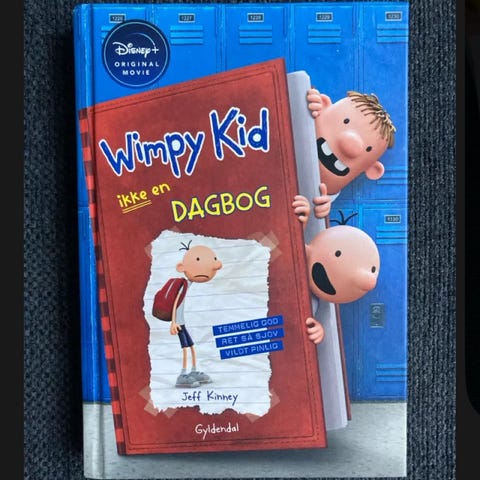 1226
1227
1228
1229
1230
Disney+
ORIGINAL
MOVIE
Wimpy Kid
ikke en
DAGBOG
TEMMELIG GOD
RET SÅ SJOV
VILDT PINLIG
Jeff Kinney
Gyldendal
1220